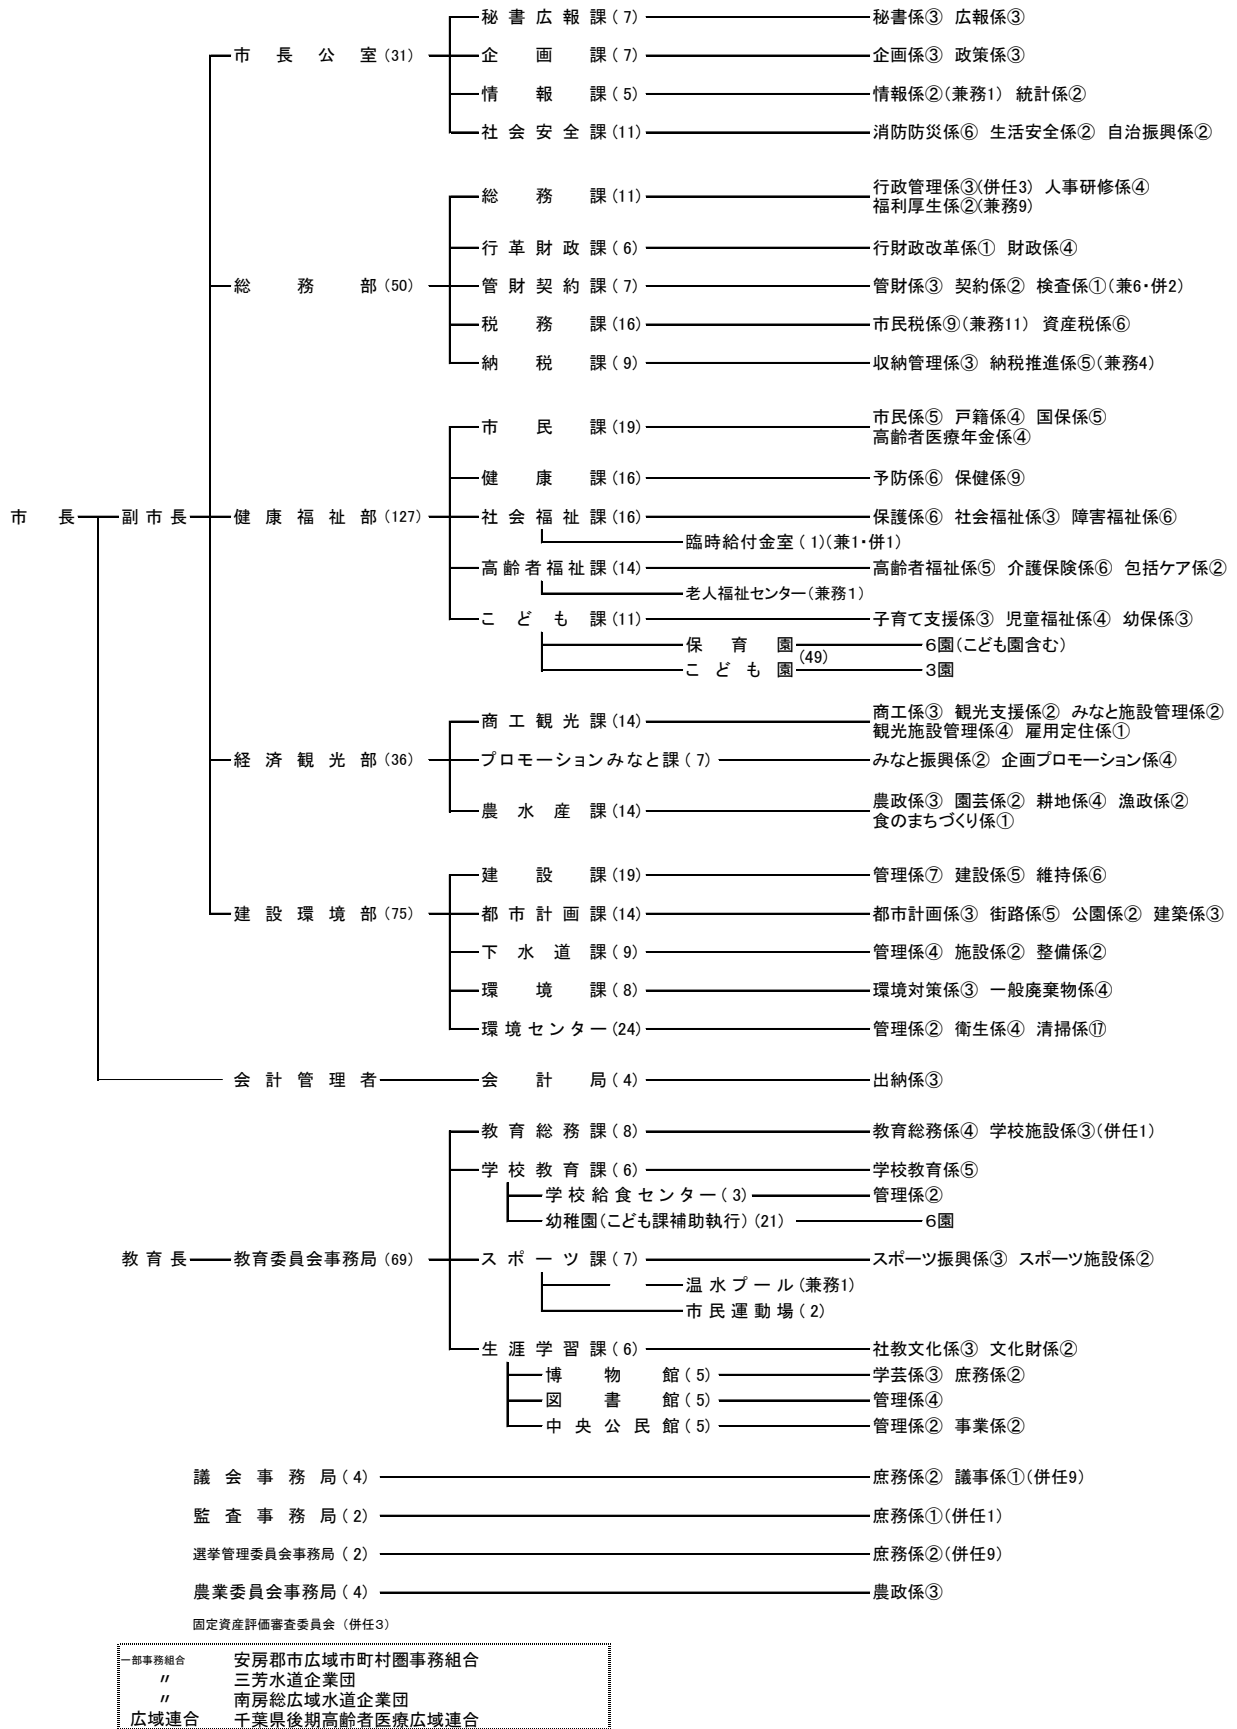 秘書広報課(7) 秘書係③ 広報係③
市長公室(31) 企画課(7) 企画係③ 政策係③
情報課(5) 情報係②(兼務1) 統計係②
社会安全課(11) 消防防災係⑥ 生活安全係② 自治振興係②
総務課(11) 行政管理係③(併任3) 人事研修係④
福利厚生係②(兼務9)
行革財政課(6) 行財政改革係① 財政係④
総務部(50) 管財契約課(7) 管財係③ 契約係② 検査係①(兼6・併2)
税務課(16) 市民税係⑨(兼務11) 資産税係⑥
納税課(9) 収納管理係③ 納税推進係⑤(兼務4)
市民課(19) 市民係⑤ 戸籍係④ 国保係⑤
高齢者医療年金係④
健康課(16) 予防係⑥ 保健係⑨
市長 副市長 健康福祉部(127) 社会福祉課(16) 保護係⑥ 社会福祉係③ 障害福祉係⑥
臨時給付金室(1)(兼1・併1)
高齢者福祉課(14) 高齢者福祉係⑤ 介護保険係⑥ 包括ケア係②
老人福祉センター(兼務1)
こども課(11) 子育て支援係③ 児童福祉係④ 幼保係③
保育園 6園(こども園含む)
(49)
こども園 3園
商工観光課(14) 商工係③ 観光支援係② みなと施設管理係②
観光施設管理係④ 雇用定住係①
経済観光部(36) プロモーションみなと課(7) みなと振興係② 企画プロモーション係④
農水産課(14) 農政係③ 園芸係② 耕地係④ 漁政係②
食のまちづくり係①
建設課(19) 管理係⑦ 建設係⑤ 維持係⑥
建設環境部(75) 都市計画課(14) 都市計画係③ 街路係⑤ 公園係② 建築係③
下水道課(9) 管理係④ 施設係② 整備係②
環境課(8) 環境対策係③ 一般廃棄物係④
環境センター(24) 管理係② 衛生係④ 清掃係⑰
会計管理者 会計局(4) 出納係③
教育総務課(8) 教育総務係④ 学校施設係③(併任1)
学校教育課(6) 学校教育係⑤
学校給食センター(3) 管理係②
幼稚園(こども課補助執行)(21) 6園
教育長 教育委員会事務局(69) スポーツ課(7) スポーツ振興係③ スポーツ施設係②
温水プール(兼務1)
市民運動場(2)
生涯学習課(6) 社教文化係③ 文化財係②
博物館(5) 学芸係③ 庶務係②
図書館(5) 管理係④
中央公民館(5) 管理係② 事業係②
議会事務局(4) 庶務係② 議事係①(併任9)
監査事務局(2) 庶務係①(併任1)
選挙管理委員会事務局(2) 庶務係②(併任9)
農業委員会事務局(4) 農政係③
固定資産評価審査委員会(併任3)
一部事務組合 安房郡市広域市町村圏事務組合
〃 三芳水道企業団
〃 南房総広域水道企業団
広域連合 千葉県後期高齢者医療広域連合